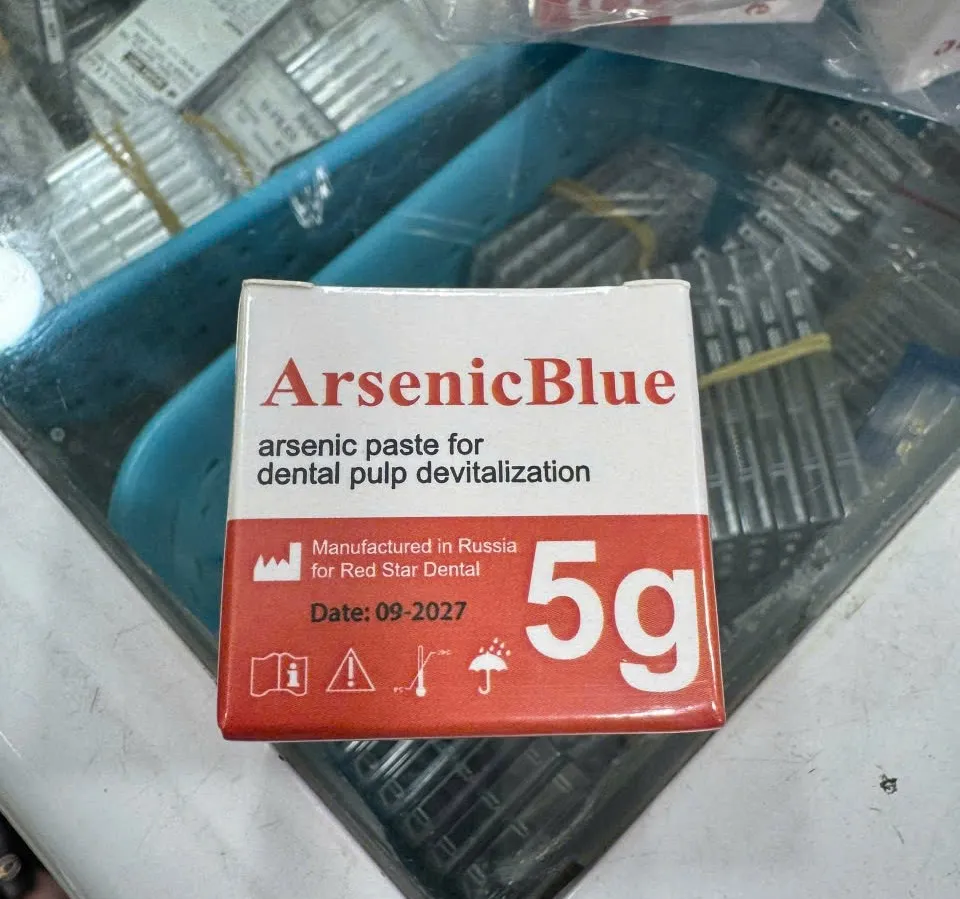 ArsenicBlue
arsenic paste for
dental pulp devitalization
Manufactured in Russia
for Red Star Dental
5g
Date: 09-2027